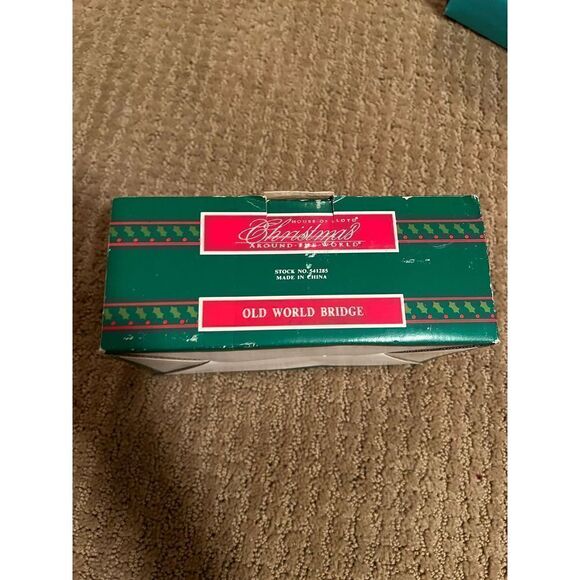 HOUSE OF LLOYD
Christmas
AROUND THE WORLD®
STOCK NO. 541285
MADE IN CHINA
OLD WORLD BRIDGE